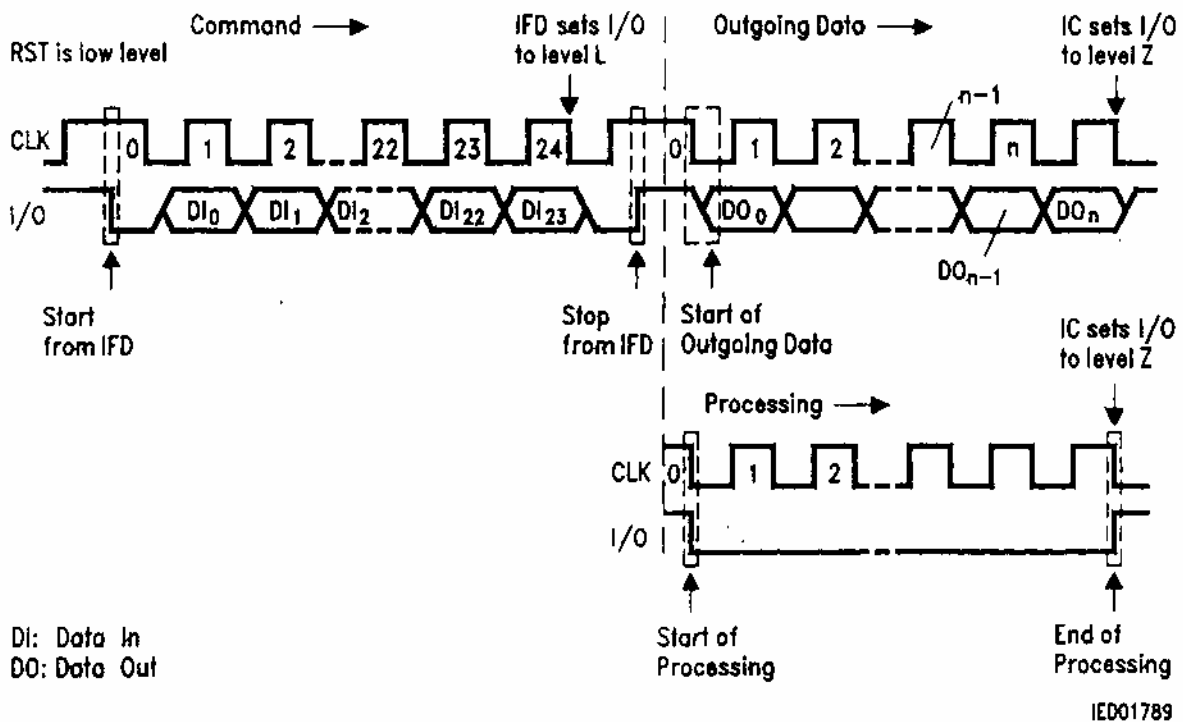 Command
IFD sets I/O
to level L
Outgoing Data
IC sets I/O
to level Z
RST is low level
n-1
CLK
0 1 2 22 23 24 0 1 2 n
I/O
DI0 DI1 DI2 DI22 DI23 DO0 DOn
DOn-1
Start
from IFD
Stop
from IFD
Start of
Outgoing Data
IC sets I/O
to level Z
Processing
CLK
0 1 2
I/O
Start of
Processing
End of
Processing
DI: Data In
DO: Data Out
IED01789